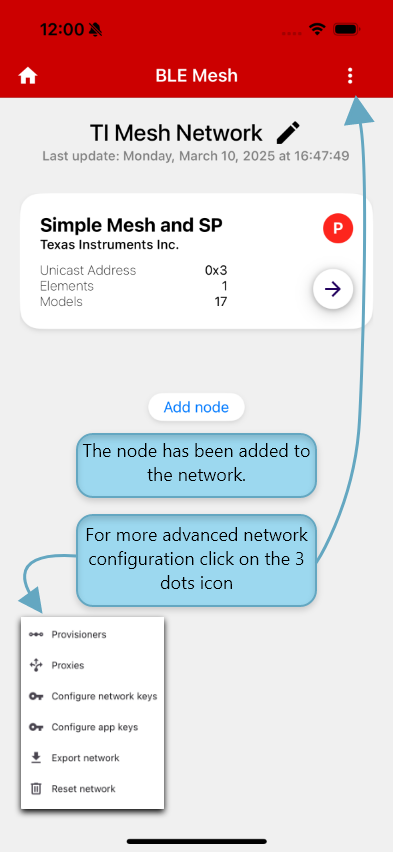 12:00
BLE Mesh
TI Mesh Network
Last update: Monday, March 10, 2025 at 16:47:49
Simple Mesh and SP
P
Texas Instruments Inc.
Unicast Address 0x3
Elements 1
Models 17
Add node
The node has been added to
the network.
For more advanced network
configuration click on the 3
dots icon
Provisioners
Proxies
Configure network keys
Configure app keys
Export network
Reset network